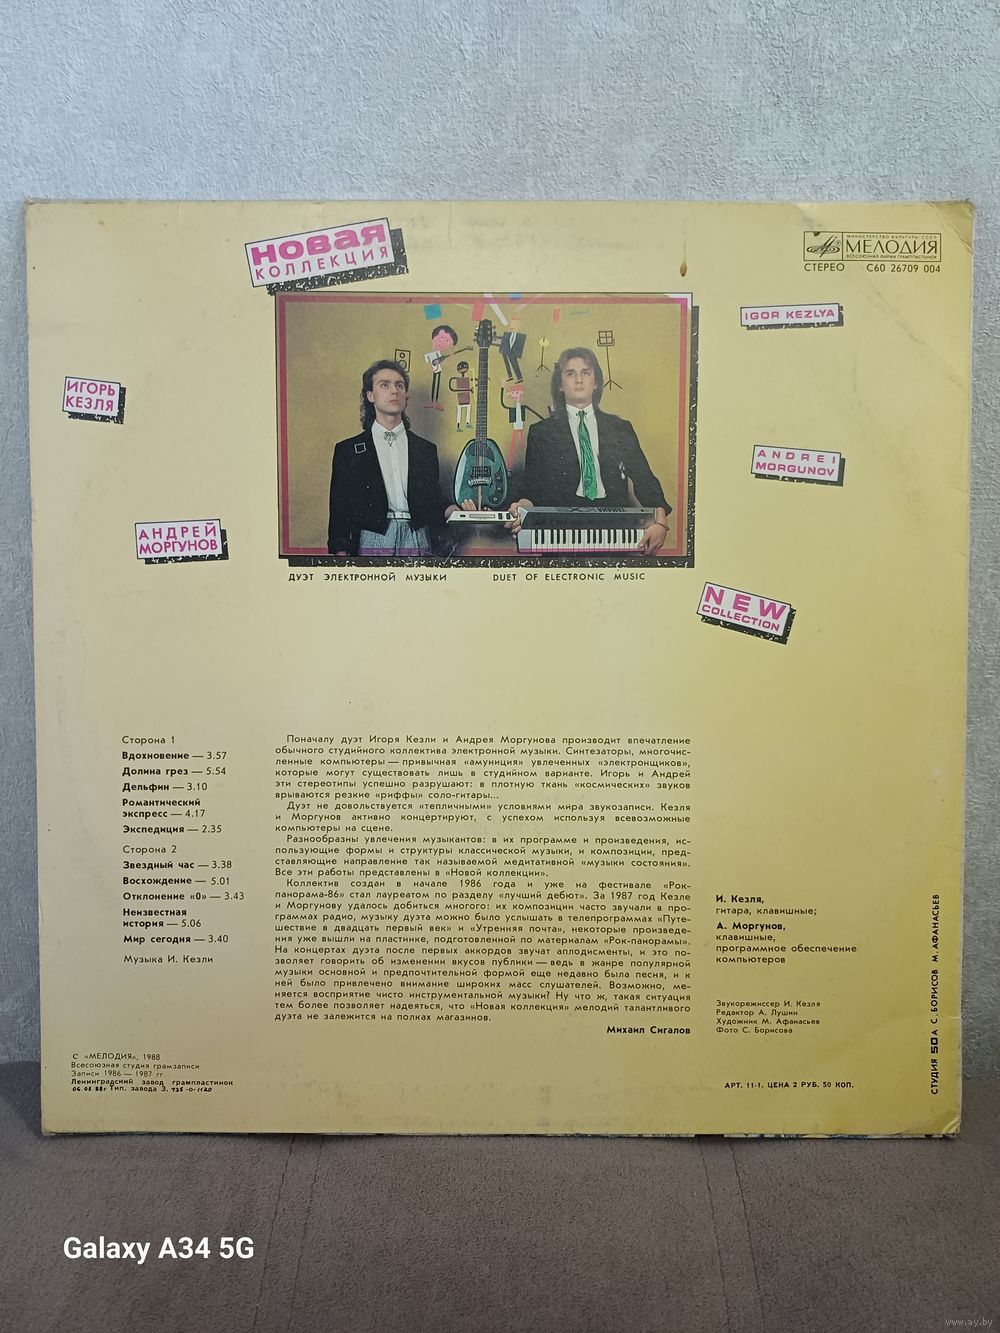 НОВАЯ
КОЛЛЕКЦИЯ
МИНИСТЕРСТВО КУЛЬТУРЫ СССР
МЕЛОДИЯ
ВСЕСОЮЗНАЯ ФИРМА ГРАМПЛАСТИНОК
СТЕРЕО С60 26709 004
IGOR KEZLYA
ИГОРЬ
КЕЗЛЯ
ANDREI
MORGUNOV
АНДРЕЙ
МОРГУНОВ
YAMAHA
ДУЭТ ЭЛЕКТРОННОЙ МУЗЫКИ DUET OF ELECTRONIC MUSIC
NEW
COLLECTION
Сторона 1
Вдохновение — 3.57
Долина грез — 5.54
Дельфин — 3.10
Романтический
экспресс — 4.17
Экспедиция — 2.35
Сторона 2
Звездный час — 3.38
Восхождение — 5.01
Отклонение «0» — 3.43
Неизвестная
история — 5.06
Мир сегодня — 3.40
Музыка И. Кезли
Поначалу дуэт Игоря Кезли и Андрея Моргунова производит впечатление
обычного студийного коллектива электронной музыки. Синтезаторы, многочис-
ленные компьютеры — привычная «амуниция» увлеченных «электронщиков»,
которые могут существовать лишь в студийном варианте. Игорь и Андрей
эти стереотипы успешно разрушают: в плотную ткань «космических» звуков
врываются резкие «риффы» соло-гитары...
Дуэт не довольствуется «тепличными» условиями мира звукозаписи. Кезля
и Моргунов активно концертируют, с успехом используя всевозможные
компьютеры на сцене.
Разнообразны увлечения музыкантов: в их программе и произведения, ис-
пользующие формы и структуры классической музыки, и композиции, пред-
ставляющие направление так называемой медитативной «музыки состояния».
Все эти работы представлены в «Новой коллекции».
Коллектив создан в начале 1986 года и уже на фестивале «Рок-
панорама-86» стал лауреатом по разделу «лучший дебют». За 1987 год Кезле
и Моргунову удалось добиться многого: их композиции часто звучали в про-
граммах радио, музыку дуэта можно было услышать в телепрограммах «Путе-
шествие в двадцать первый век» и «Утренняя почта», некоторые произведе-
ния уже вышли на пластинке, подготовленной по материалам «Рок-панорамы».
На концертах дуэта после первых аккордов звучат аплодисменты, и это по-
зволяет говорить об изменении вкусов публики — ведь в жанре популярной
музыки основной и предпочтительной формой еще недавно была песня, и к
ней было привлечено внимание широких масс слушателей. Возможно, ме-
няется восприятие чисто инструментальной музыки? Ну что ж, такая ситуация
тем более позволяет надеяться, что «Новая коллекция» мелодий талантливого
дуэта не залежится на полках магазинов.
Михаил Сигалов
И. Кезля,
гитара, клавишные;
А. Моргунов,
клавишные,
программное обеспечение
компьютеров
Звукорежиссер И. Кезля
Редактор А. Лушин
Художник М. Афанасьев
Фото С. Борисова
СТУДИЯ 50А С. БОРИСОВ М. АФАНАСЬЕВ
С «МЕЛОДИЯ», 1988
Всесоюзная студия грамзаписи
Записи 1986 — 1987 гг.
Ленинградский завод грампластинок
06.05.88г Тип. завода З. 735-0-1120
АРТ. 11-1. ЦЕНА 2 РУБ. 50 КОП.
Galaxy A34 5G
www.ay.by